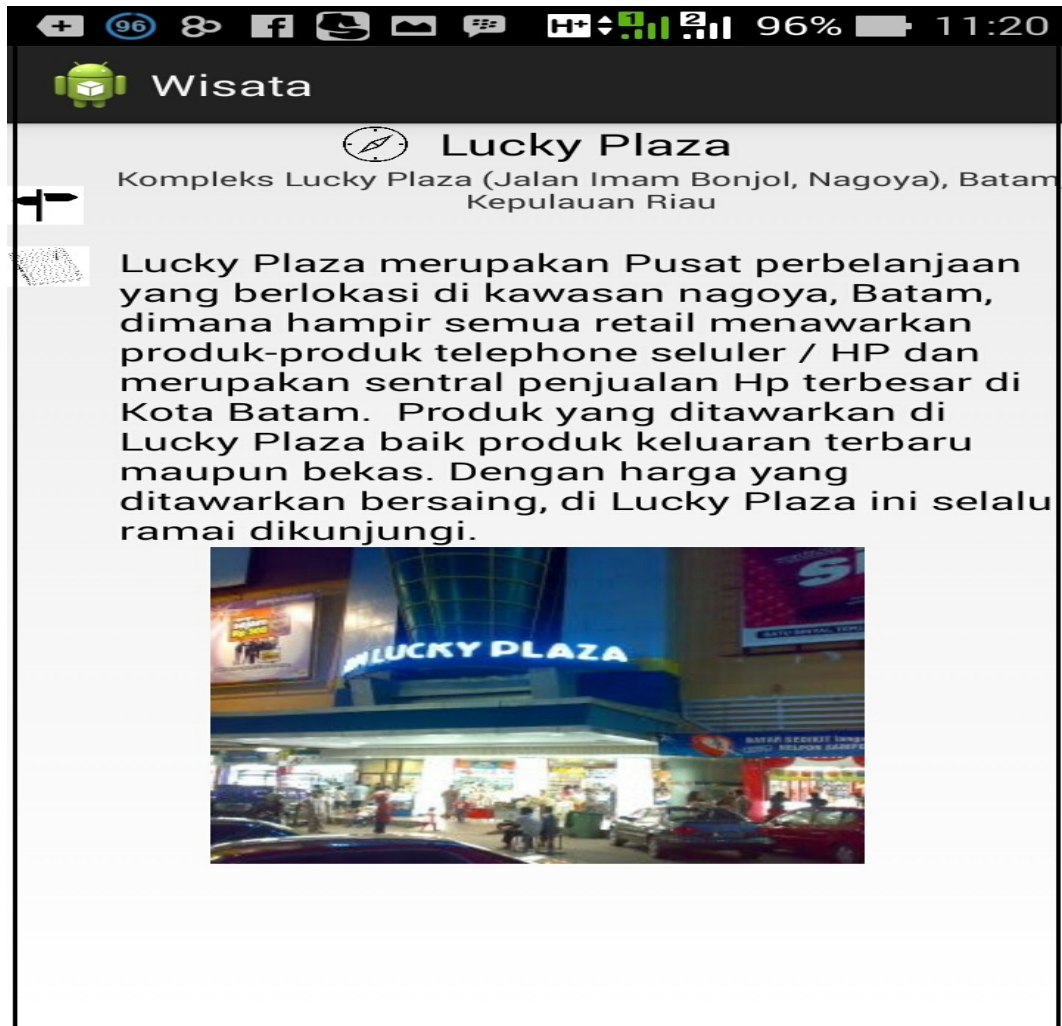 96 H+ 1 2 96% 11:20
Wisata
Lucky Plaza
Kompleks Lucky Plaza (Jalan Imam Bonjol, Nagoya), Batam
Kepulauan Riau
Lucky Plaza merupakan Pusat perbelanjaan
yang berlokasi di kawasan nagoya, Batam,
dimana hampir semua retail menawarkan
produk-produk telephone seluler / HP dan
merupakan sentral penjualan Hp terbesar di
Kota Batam.  Produk yang ditawarkan di
Lucky Plaza baik produk keluaran terbaru
maupun bekas. Dengan harga yang
ditawarkan bersaing, di Lucky Plaza ini selalu
ramai dikunjungi.
LUCKY PLAZA